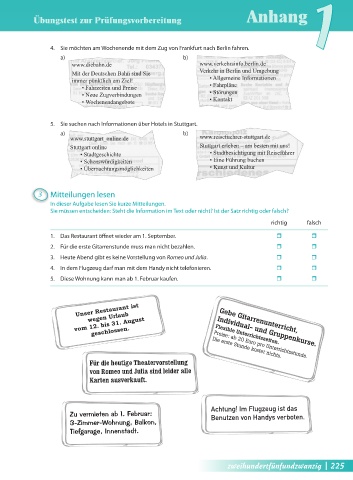 Übungstest zur Prüfungsvorbereitung
Anhang 1
4. Sie möchten am Wochenende mit dem Zug von Frankfurt nach Berlin fahren.
a)
b)
www.diebahn.de
Mit der Deutschen Bahn sind Sie
immer pünktlich am Ziel!
• Fahrzeiten und Preise
• Neue Zugverbindungen
• Wochenendangebote
www.verkehrsinfo.berlin.de
Verkehr in Berlin und Umgebung
• Allgemeine Informationen
• Fahrpläne
• Störungen
• Kontakt
5. Sie suchen nach Informationen über Hotels in Stuttgart.
a)
b)
www.stuttgart_online.de
Stuttgart online
• Stadtgeschichte
• Sehenswürdigkeiten
• Übernachtungsmöglichkeiten
www.reisefuehrer-stuttgart.de
Stuttgart erleben – am besten mit uns!
• Stadtbesichtigung mit Reiseführer
• Eine Führung buchen
• Kunst und Kultur
2 Mitteilungen lesen
In dieser Aufgabe lesen Sie kurze Mitteilungen.
Sie müssen entscheiden: Steht die Information im Text oder nicht? Ist der Satz richtig oder falsch?
richtig falsch
1. Das Restaurant öffnet wieder am 1. September.
2. Für die erste Gitarrenstunde muss man nicht bezahlen.
3. Heute Abend gibt es keine Vorstellung von Romeo und Julia.
4. In dem Flugzeug darf man mit dem Handy nicht telefonieren.
5. Diese Wohnung kann man ab 1. Februar kaufen.
Unser Restaurant ist
wegen Urlaub
vom 12. bis 31. August
geschlossen.
Gebe Gitarrenunterricht.
Individual- und Gruppenkurse.
Flexible Unterrichtszeiten.
Preise: ab 20 Euro pro Unterrichtsstunde.
Die erste Stunde kostet nichts.
Für die heutige Theatervorstellung
von Romeo und Julia sind leider alle
Karten ausverkauft.
Zu vermieten ab 1. Februar:
3-Zimmer-Wohnung, Balkon,
Tiefgarage, Innenstadt.
Achtung! Im Flugzeug ist das
Benutzen von Handys verboten.
zweihundertfünfundzwanzig | 225